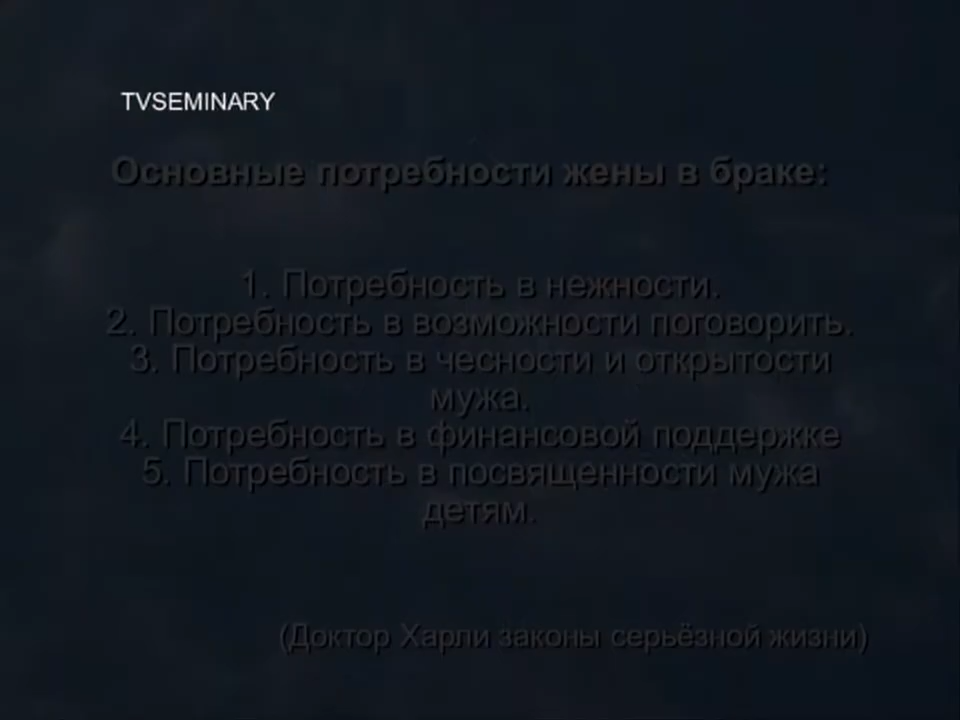 TVSEMINARY
Основные потребности жены в браке:
1. Потребность в нежности.
2. Потребность в возможности поговорить.
3. Потребность в чесности и открытости
мужа.
4. Потребность в финансовой поддержке
5. Потребность в посвященности мужа
детям.
(Доктор Харли законы серьёзной жизни)